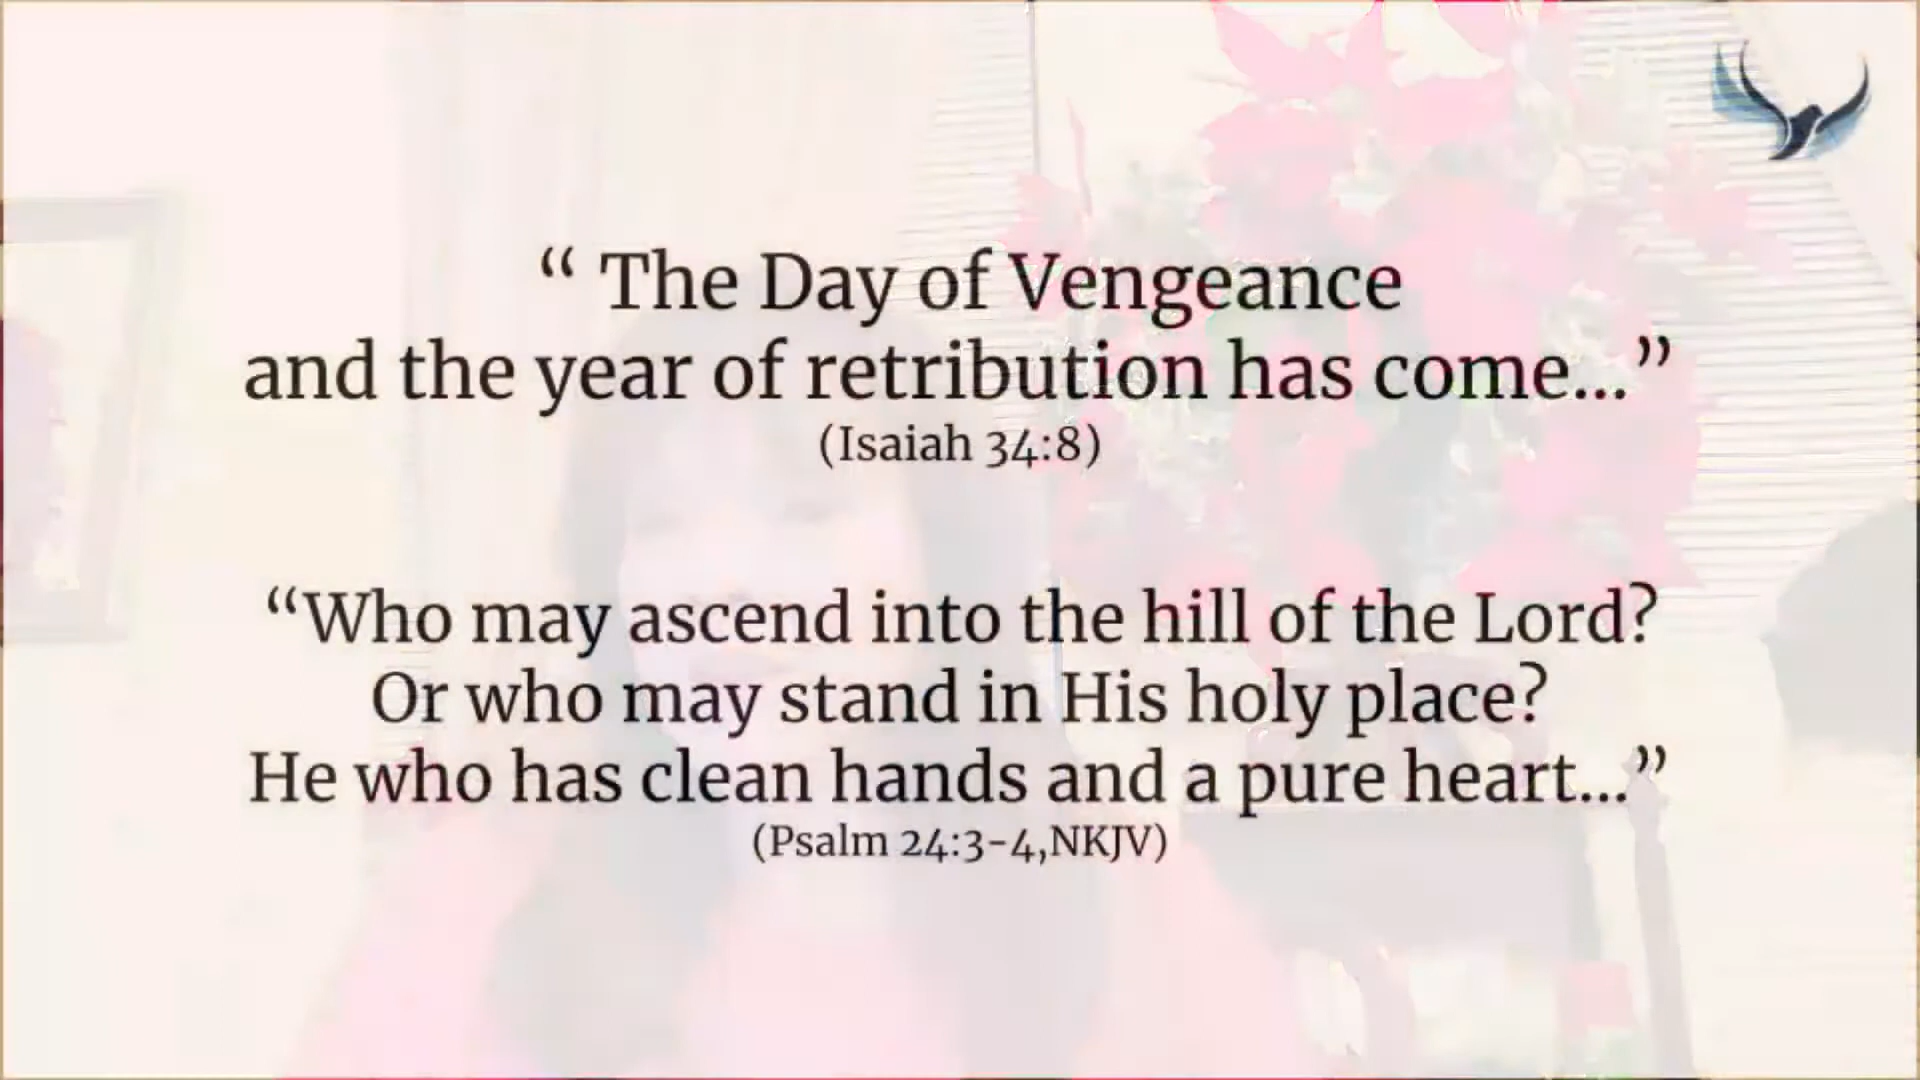 “ The Day of Vengeance
and the year of retribution has come...”
(Isaiah 34:8)
“Who may ascend into the hill of the Lord?
Or who may stand in His holy place?
He who has clean hands and a pure heart...”
(Psalm 24:3-4,NKJV)